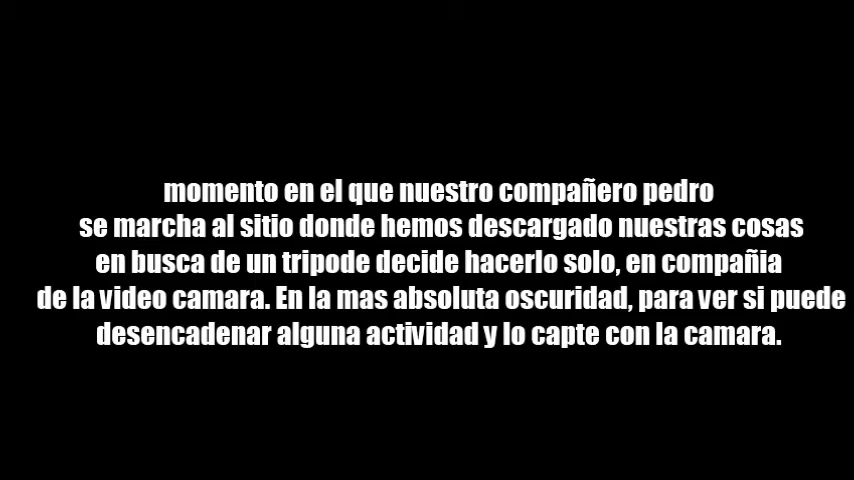 momento en el que nuestro compañero pedro
se marcha al sitio donde hemos descargado nuestras cosas
en busca de un tripode decide hacerlo solo, en compañia
de la video camara. En la mas absoluta oscuridad, para ver si puede
desencadenar alguna actividad y lo capte con la camara.